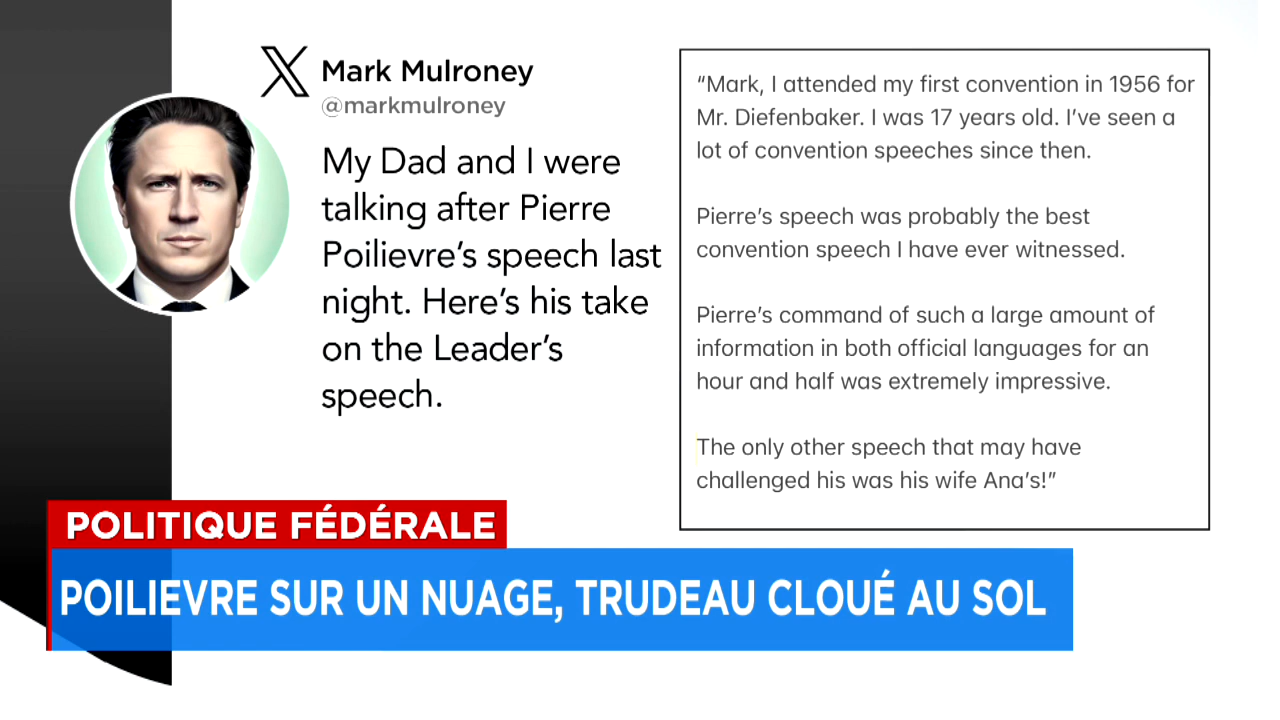 Mark Mulroney
@markmulroney
My Dad and I were
talking after Pierre
Poilievre’s speech last
night. Here’s his take
on the Leader’s
speech.
“Mark, I attended my first convention in 1956 for
Mr. Diefenbaker. I was 17 years old. I’ve seen a
lot of convention speeches since then.
Pierre’s speech was probably the best
convention speech I have ever witnessed.
Pierre’s command of such a large amount of
information in both official languages for an
hour and half was extremely impressive.
The only other speech that may have
challenged his was his wife Ana’s!”
POLITIQUE FÉDÉRALE
POILIEVRE SUR UN NUAGE, TRUDEAU CLOUÉ AU SOL